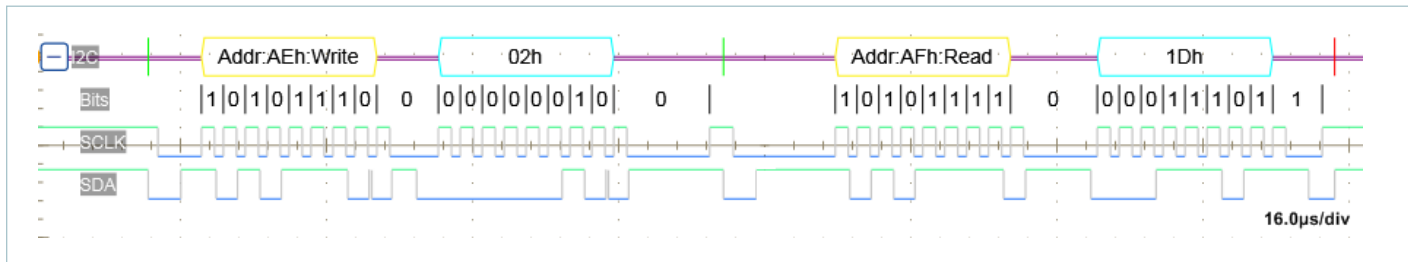 I2C Addr:AEh:Write 02h Addr:AFh:Read 1Dh
Bits |1|0|1|0|1|1|1|0| 0 |0|0|0|0|0|0|1|0| 0 | |1|0|1|0|1|1|1|1| 0 |0|0|0|1|1|1|0|1| 1 |
SCLK
SDA
16.0µs/div